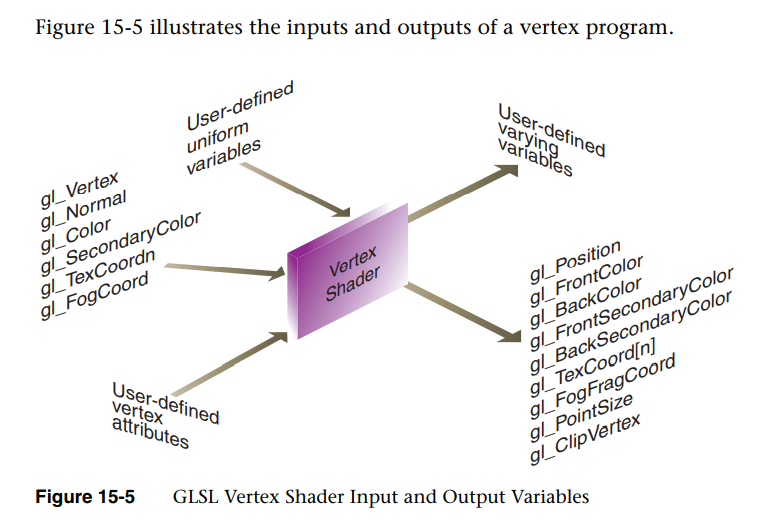 Figure 15-5 illustrates the inputs and outputs of a vertex program.
User-defined
uniform
variables
User-defined
varying
variables
gl_Vertex
gl_Normal
gl_Color
gl_SecondaryColor
gl_TexCoordn
gl_FogCoord
Vertex
Shader
gl_Position
gl_FrontColor
gl_BackColor
gl_FrontSecondaryColor
gl_BackSecondaryColor
gl_TexCoord[n]
gl_FogFragCoord
gl_PointSize
gl_ClipVertex
User-defined
vertex
attributes
Figure 15-5 GLSL Vertex Shader Input and Output Variables